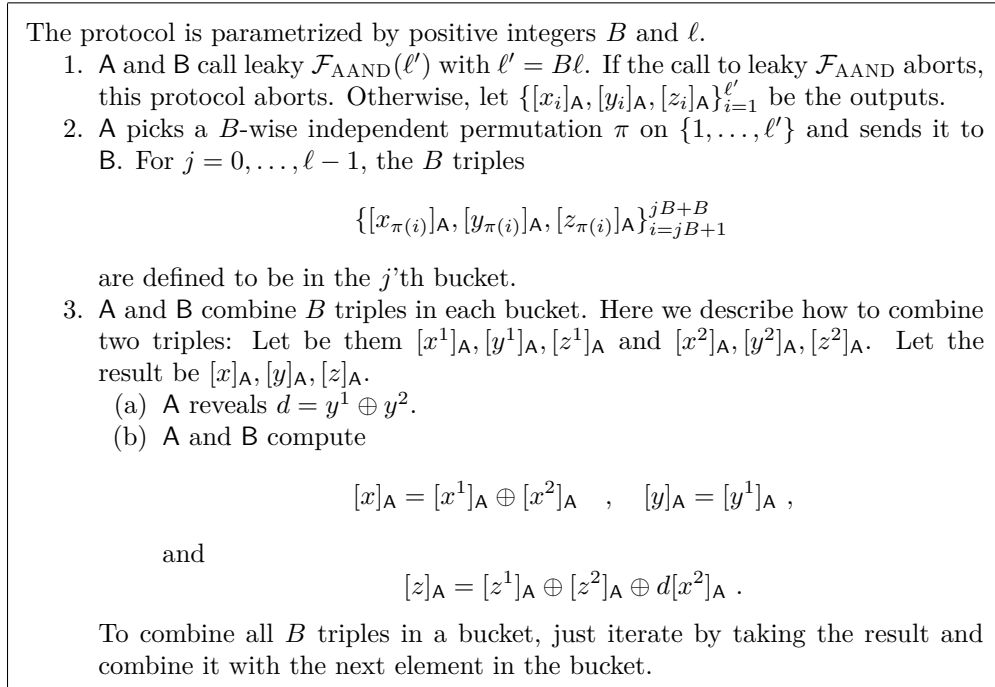 The protocol is parametrized by positive integers B and ℓ.
1. A and B call leaky F_AAND(ℓ′) with ℓ′ = Bℓ. If the call to leaky F_AAND aborts,
this protocol aborts. Otherwise, let {[x_i]_A, [y_i]_A, [z_i]_A}_{i=1}^{ℓ′} be the outputs.
2. A picks a B-wise independent permutation π on {1, . . . , ℓ′} and sends it to
B. For j = 0, . . . , ℓ − 1, the B triples
{[x_{π(i)}]_A, [y_{π(i)}]_A, [z_{π(i)}]_A}_{i=jB+1}^{jB+B}
are defined to be in the j'th bucket.
3. A and B combine B triples in each bucket. Here we describe how to combine
two triples: Let be them [x^1]_A, [y^1]_A, [z^1]_A and [x^2]_A, [y^2]_A, [z^2]_A. Let the
result be [x]_A, [y]_A, [z]_A.
(a) A reveals d = y^1 ⊕ y^2.
(b) A and B compute
[x]_A = [x^1]_A ⊕ [x^2]_A , [y]_A = [y^1]_A ,
and
[z]_A = [z^1]_A ⊕ [z^2]_A ⊕ d[x^2]_A .
To combine all B triples in a bucket, just iterate by taking the result and
combine it with the next element in the bucket.